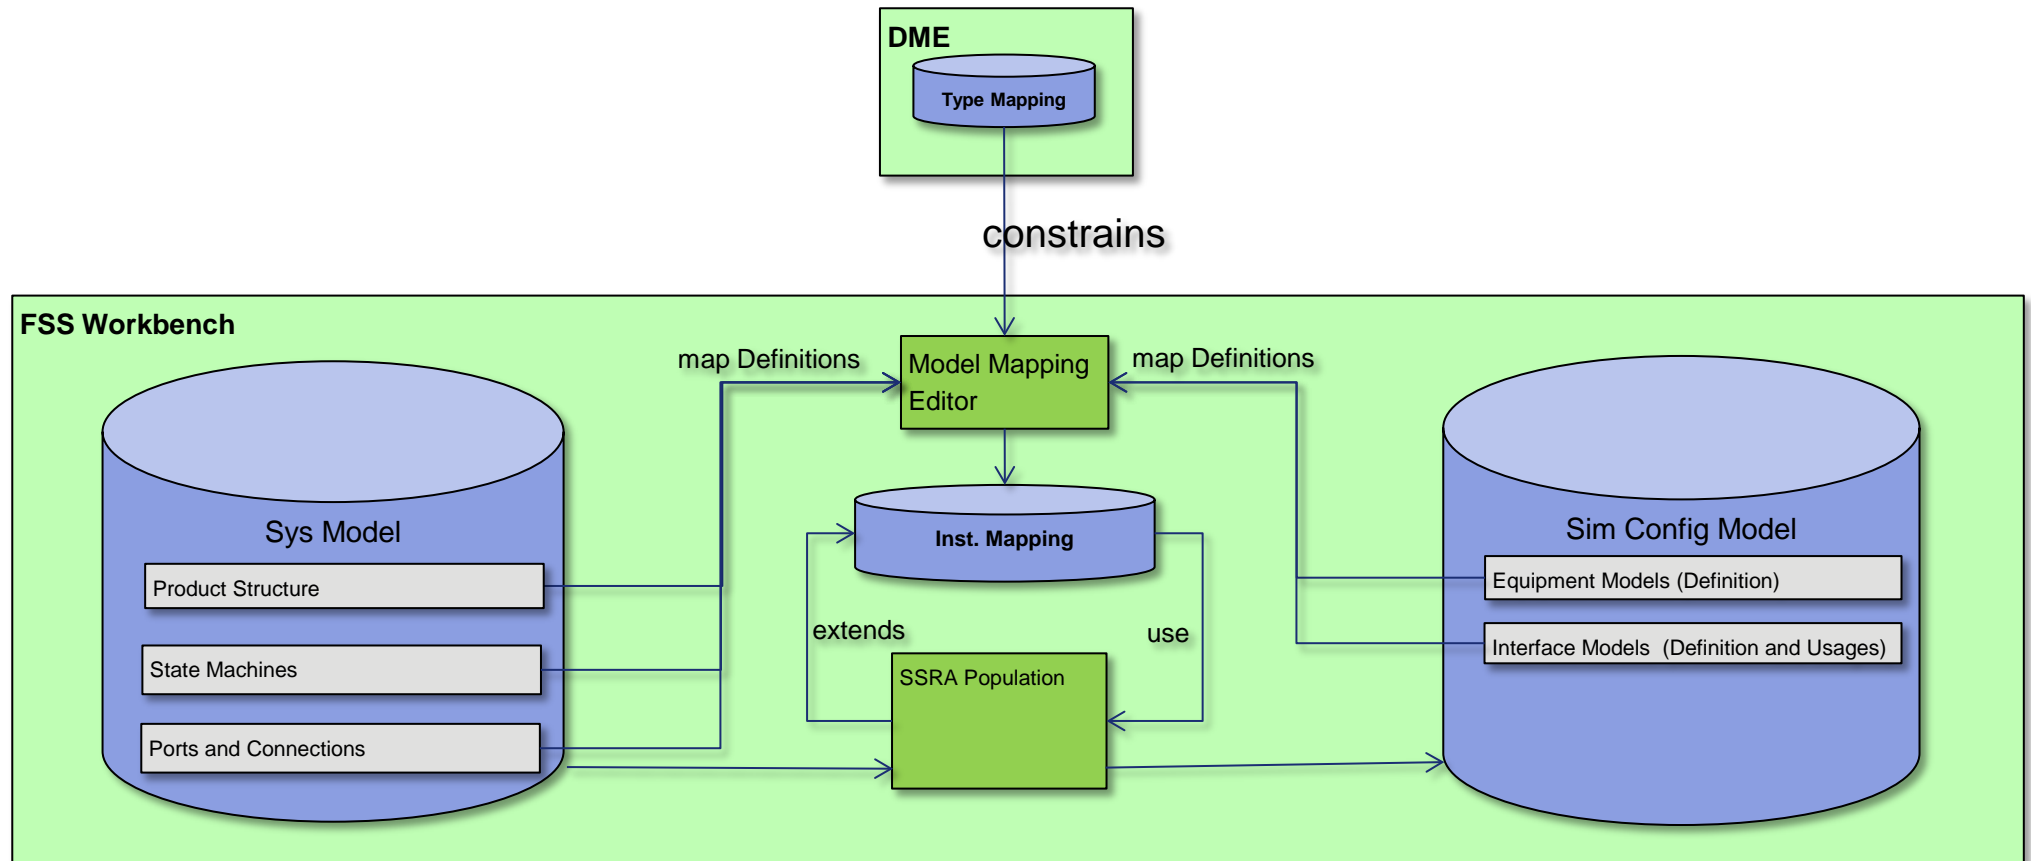 DME
Type Mapping
constrains
FSS Workbench
map Definitions
Model Mapping
Editor
map Definitions
Sys Model
Product Structure
State Machines
Ports and Connections
Inst. Mapping
extends
use
SSRA Population
Sim Config Model
Equipment Models (Definition)
Interface Models  (Definition and Usages)